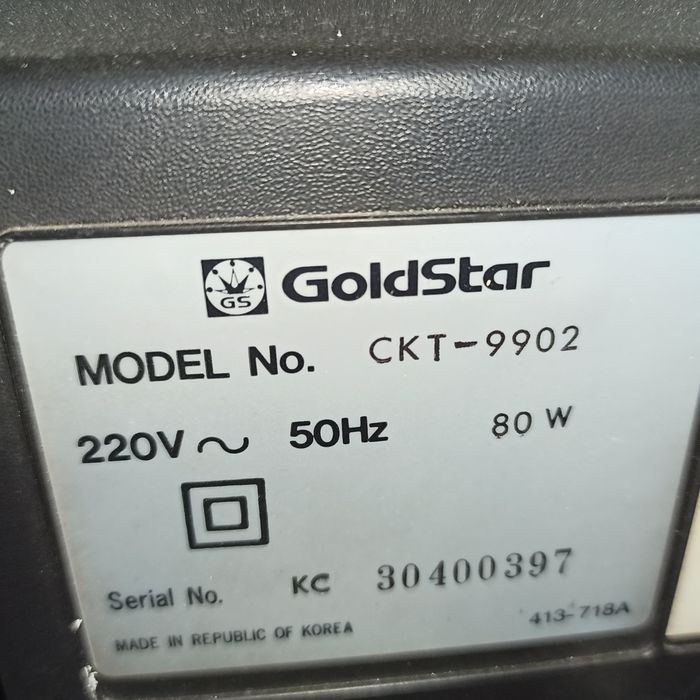 GS GoldStar
MODEL No. CKT-9902
220V ~ 50Hz 80 W
Serial No. KC 30400397
MADE IN REPUBLIC OF KOREA 413-718A